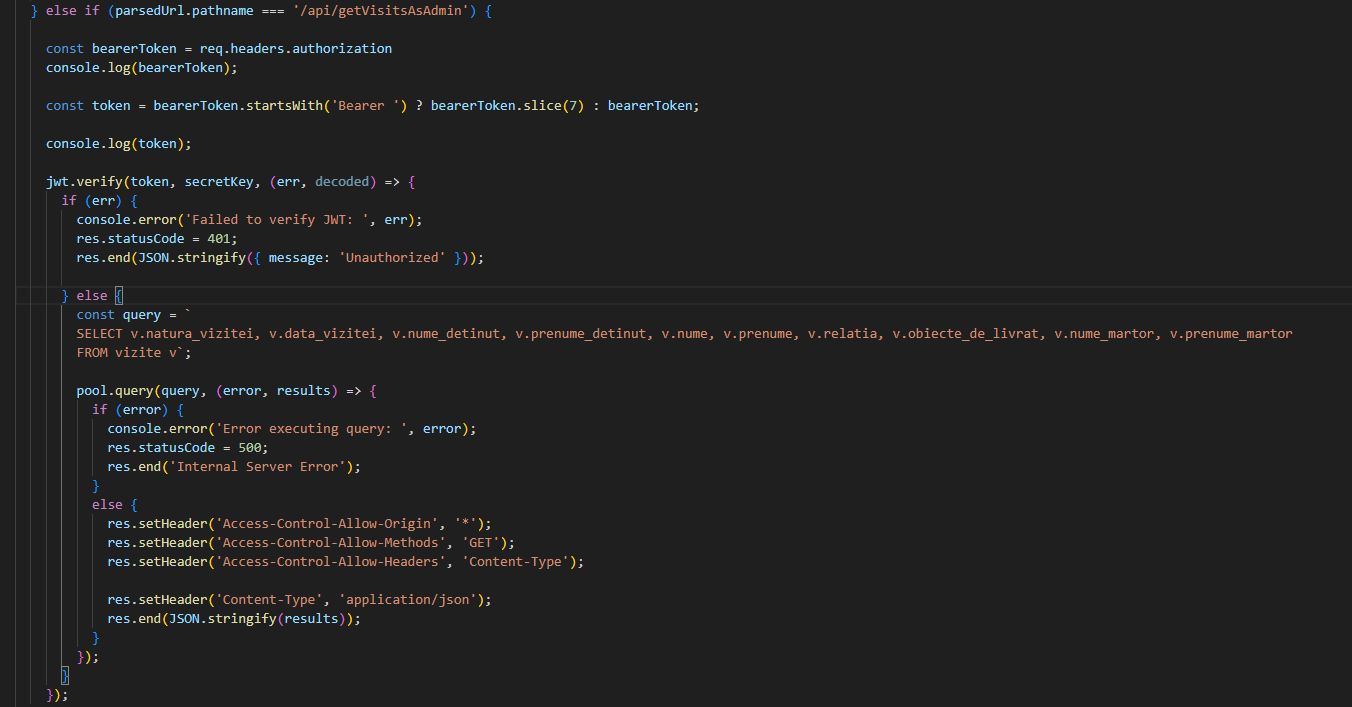 } else if (parsedUrl.pathname === '/api/getVisitsAsAdmin') {
const bearerToken = req.headers.authorization
console.log(bearerToken);
const token = bearerToken.startsWith('Bearer ') ? bearerToken.slice(7) : bearerToken;
console.log(token);
jwt.verify(token, secretKey, (err, decoded) => {
if (err) {
console.error('Failed to verify JWT: ', err);
res.statusCode = 401;
res.end(JSON.stringify({ message: 'Unauthorized' }));
} else {
const query = `
SELECT v.natura_vizitei, v.data_vizitei, v.nume_detinut, v.prenume_detinut, v.nume, v.prenume, v.relatia, v.obiecte_de_livrat, v.nume_martor, v.prenume_martor
FROM vizite v`;
pool.query(query, (error, results) => {
if (error) {
console.error('Error executing query: ', error);
res.statusCode = 500;
res.end('Internal Server Error');
}
else {
res.setHeader('Access-Control-Allow-Origin', '*');
res.setHeader('Access-Control-Allow-Methods', 'GET');
res.setHeader('Access-Control-Allow-Headers', 'Content-Type');
res.setHeader('Content-Type', 'application/json');
res.end(JSON.stringify(results));
}
});
}
});